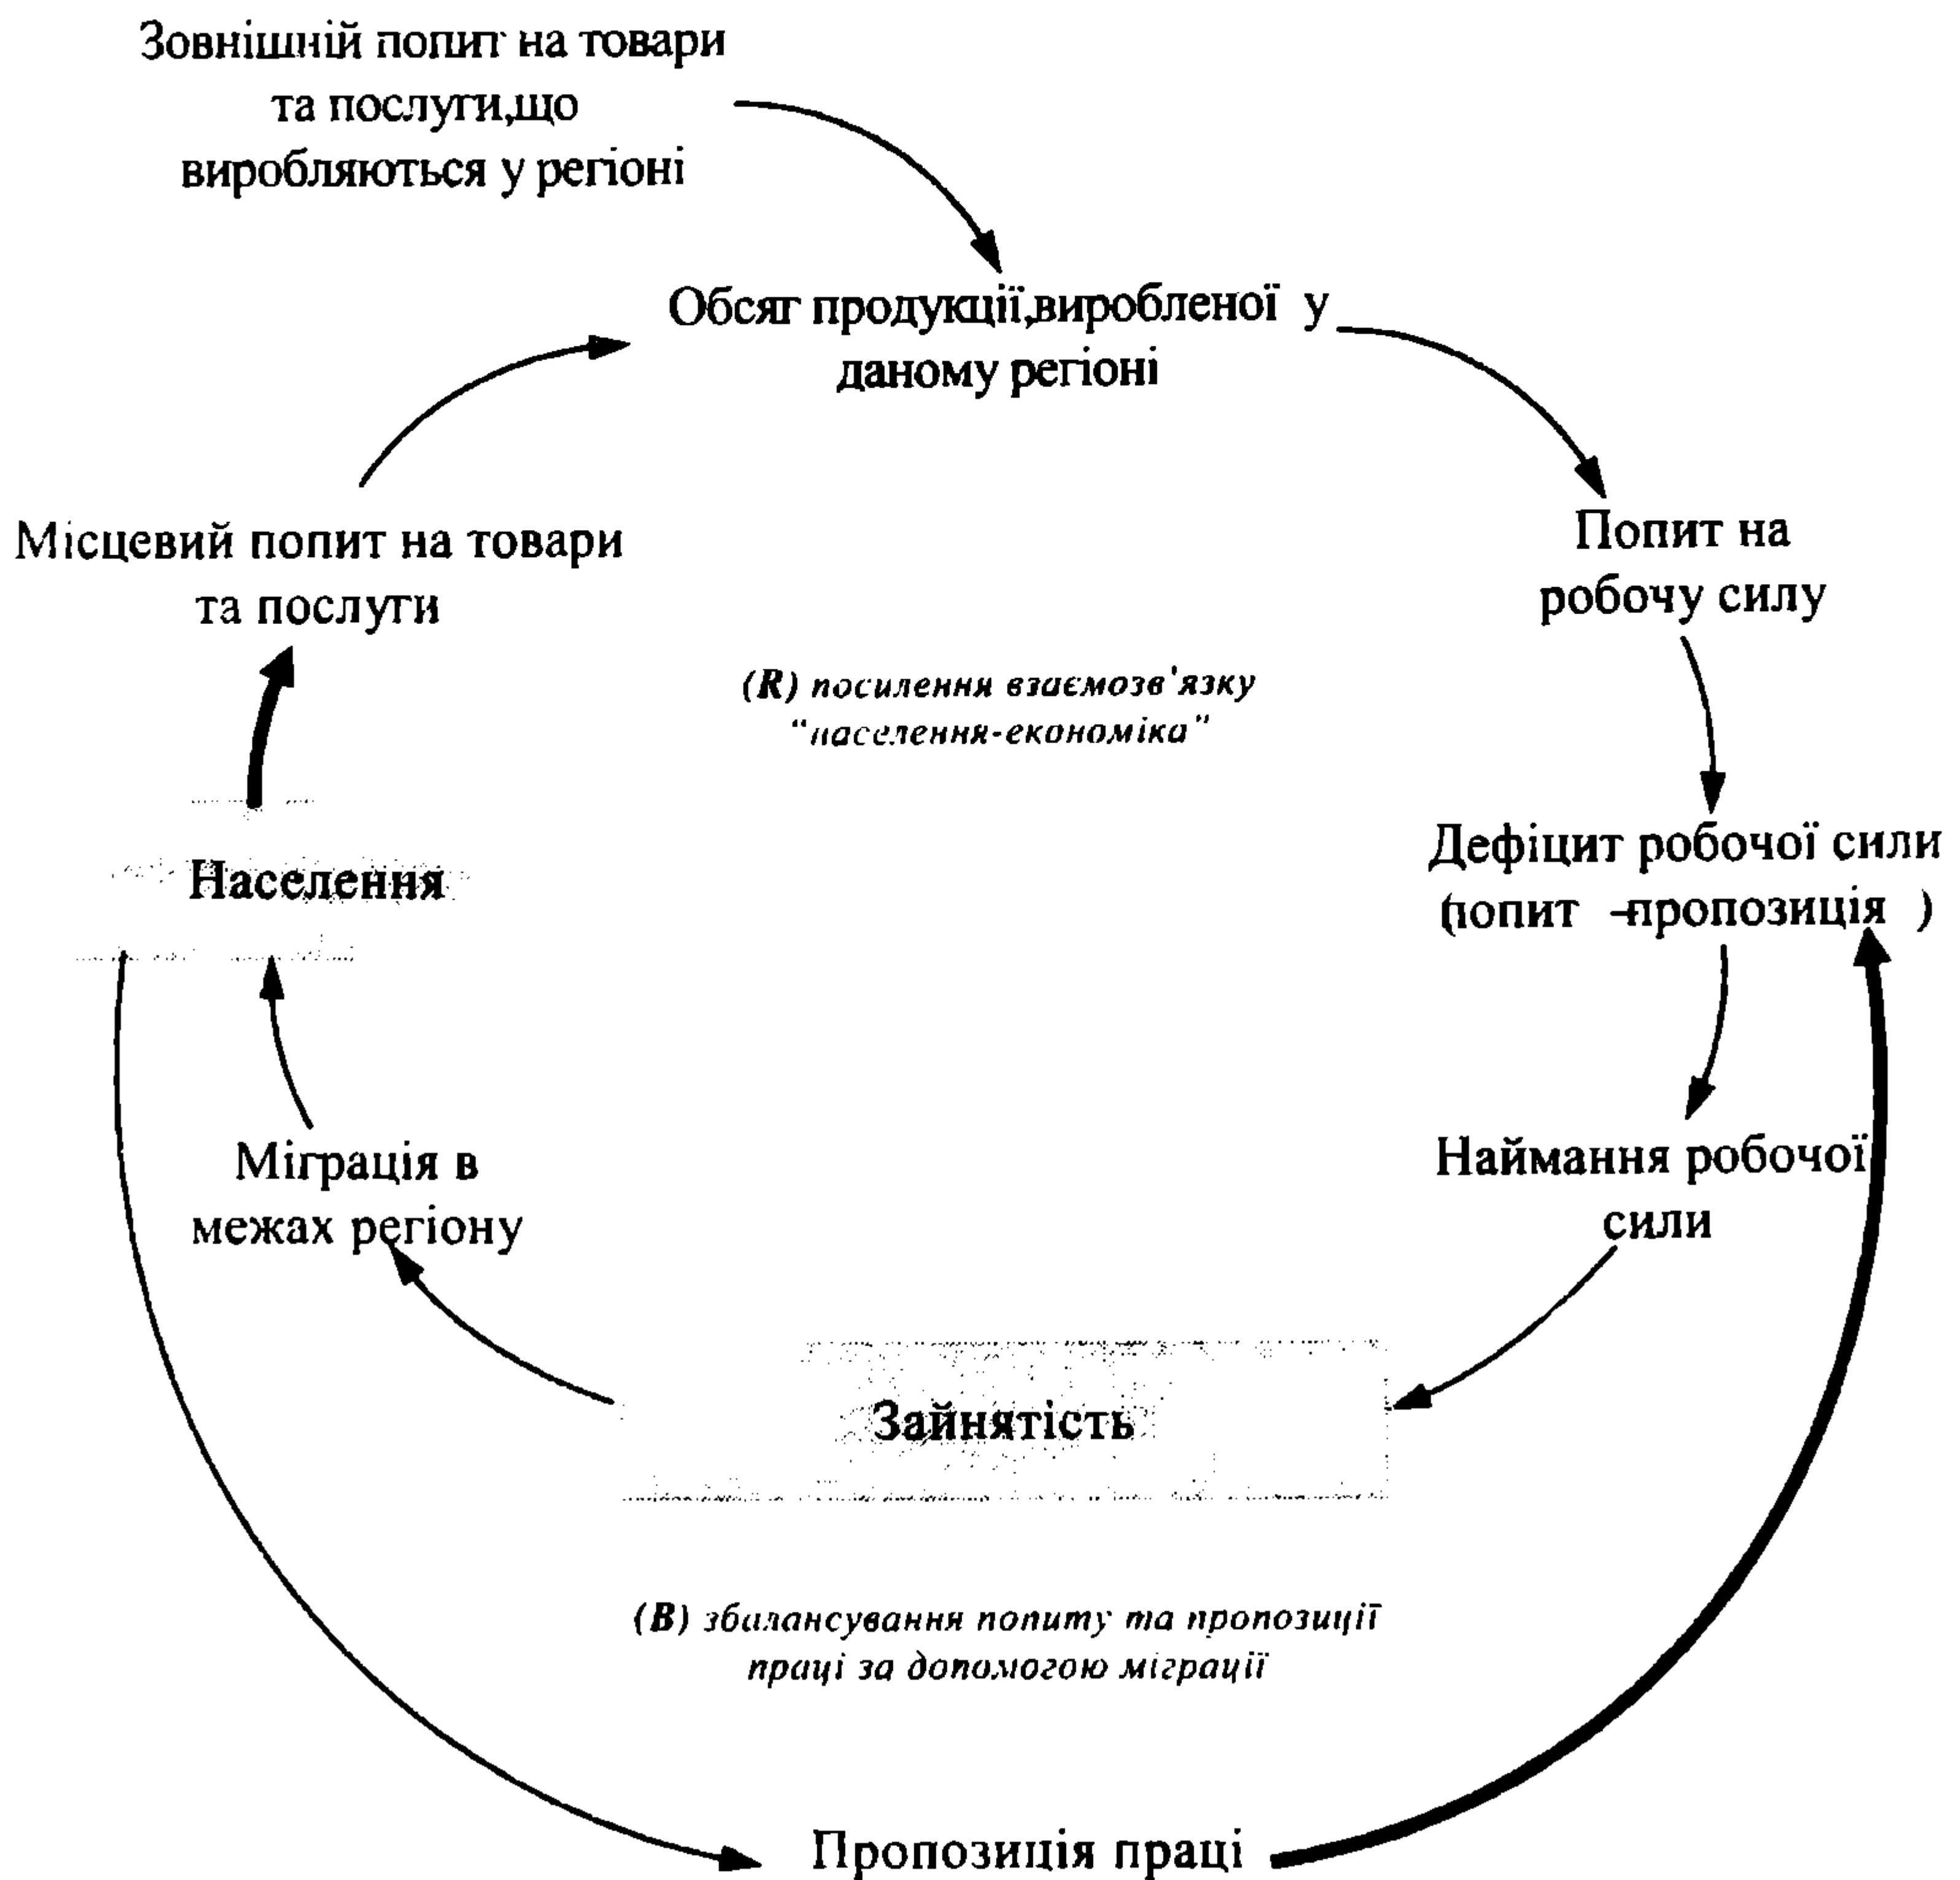 Зовнішній попит на товари
та послуги,що
виробляються у регіоні
Обсяг продукції,виробленої у
даному регіоні
Місцевий попит на товари
та послуги
Попит на
робочу силу
(R) посилення взаємозв'язку
"населення-економіка"
Населення
Дефіцит робочої сили
(попит -пропозиція )
Міграція в
межах регіону
Наймання робочої
сили
Зайнятість
(B) збалансування попиту та пропозиції
праці за допомогою міграції
Пропозиція праці